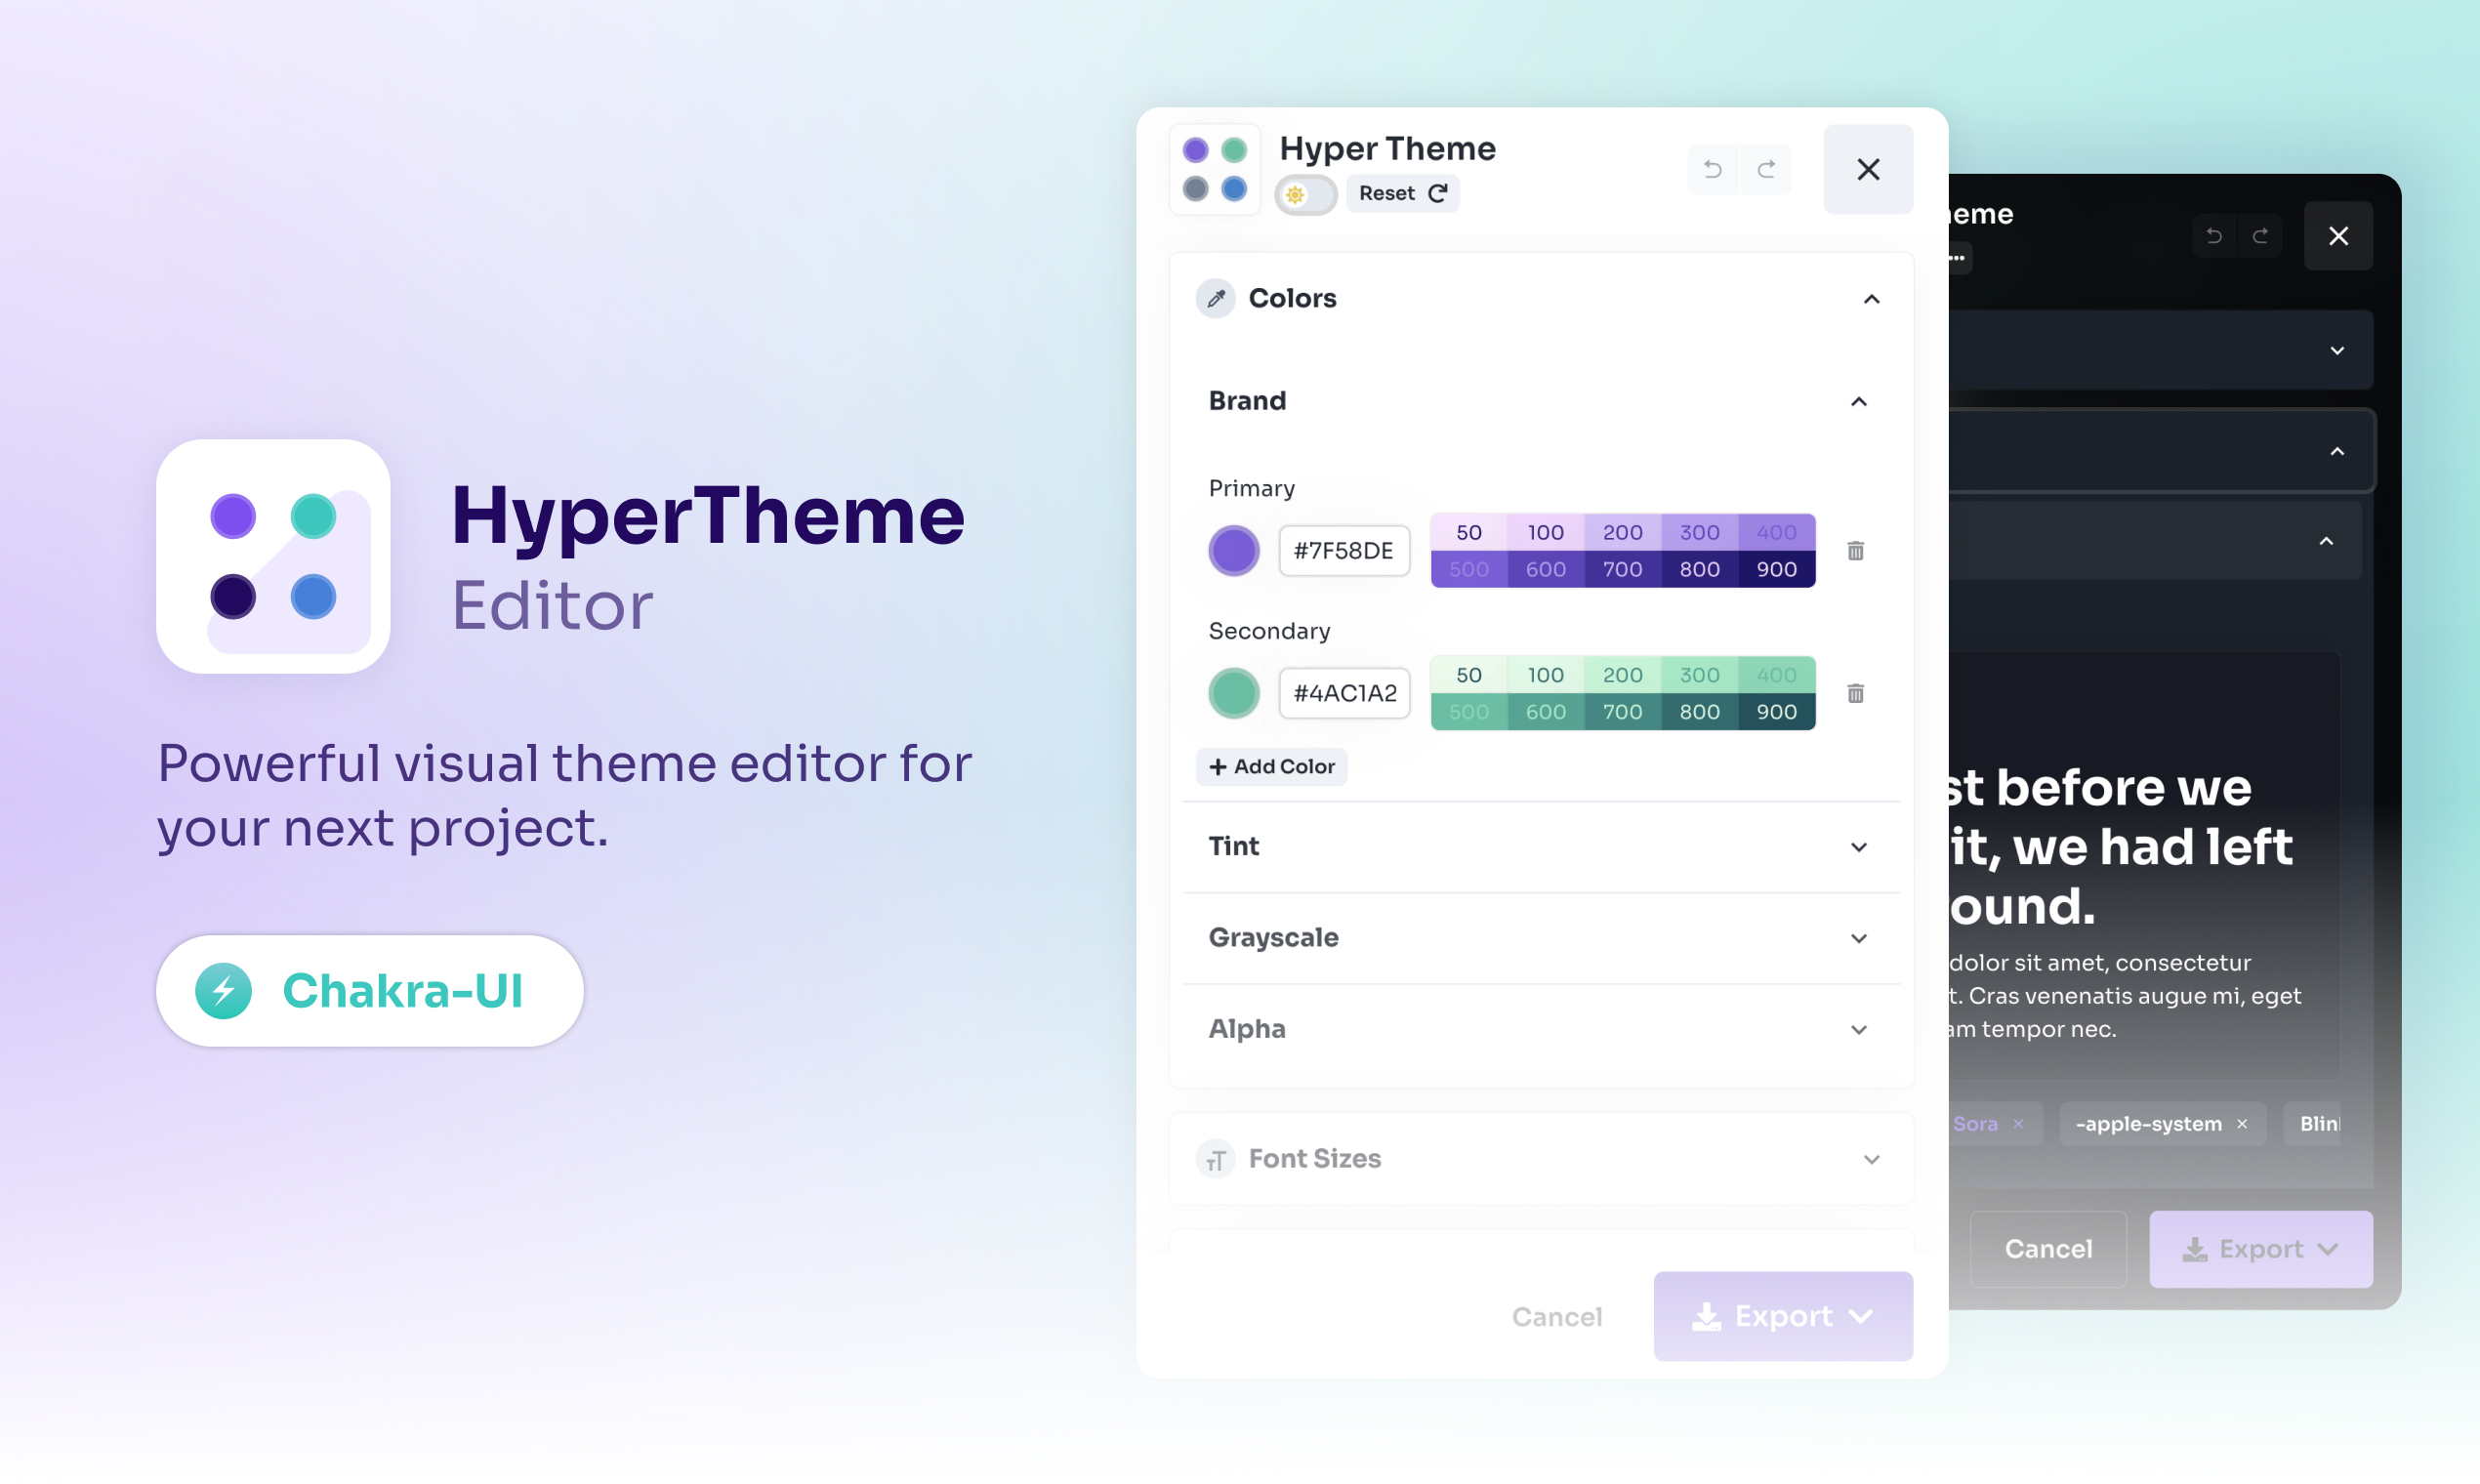 HyperTheme
Editor
Powerful visual theme editor for
your next project.
Chakra-UI
Hyper Theme
Reset
Colors
Brand
Primary
#7F58DE
50 100 200 300 400
500 600 700 800 900
Secondary
#4AC1A2
50 100 200 300 400
500 600 700 800 900
Add Color
Tint
Grayscale
Alpha
Font Sizes
Cancel
Export
eme
st before we
it, we had left
ound.
dolor sit amet, consectetur
t. Cras venenatis augue mi, eget
am tempor nec.
Sora
-apple-system
Blin
Cancel
Export